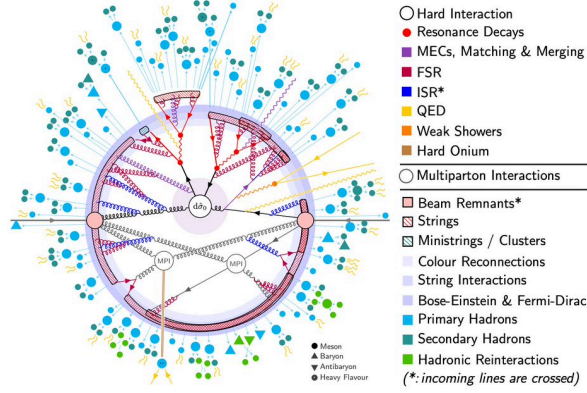 Hard Interaction
Resonance Decays
MECs, Matching & Merging
FSR
ISR*
QED
Weak Showers
Hard Onium
Multiparton Interactions
Beam Remnants*
Strings
Ministrings / Clusters
Colour Reconnections
String Interactions
Bose-Einstein & Fermi-Dirac
Primary Hadrons
Secondary Hadrons
Hadronic Reinteractions
(*: incoming lines are crossed)
dσ̂₀
MPI
MPI
Meson
Baryon
Antibaryon
Heavy Flavour